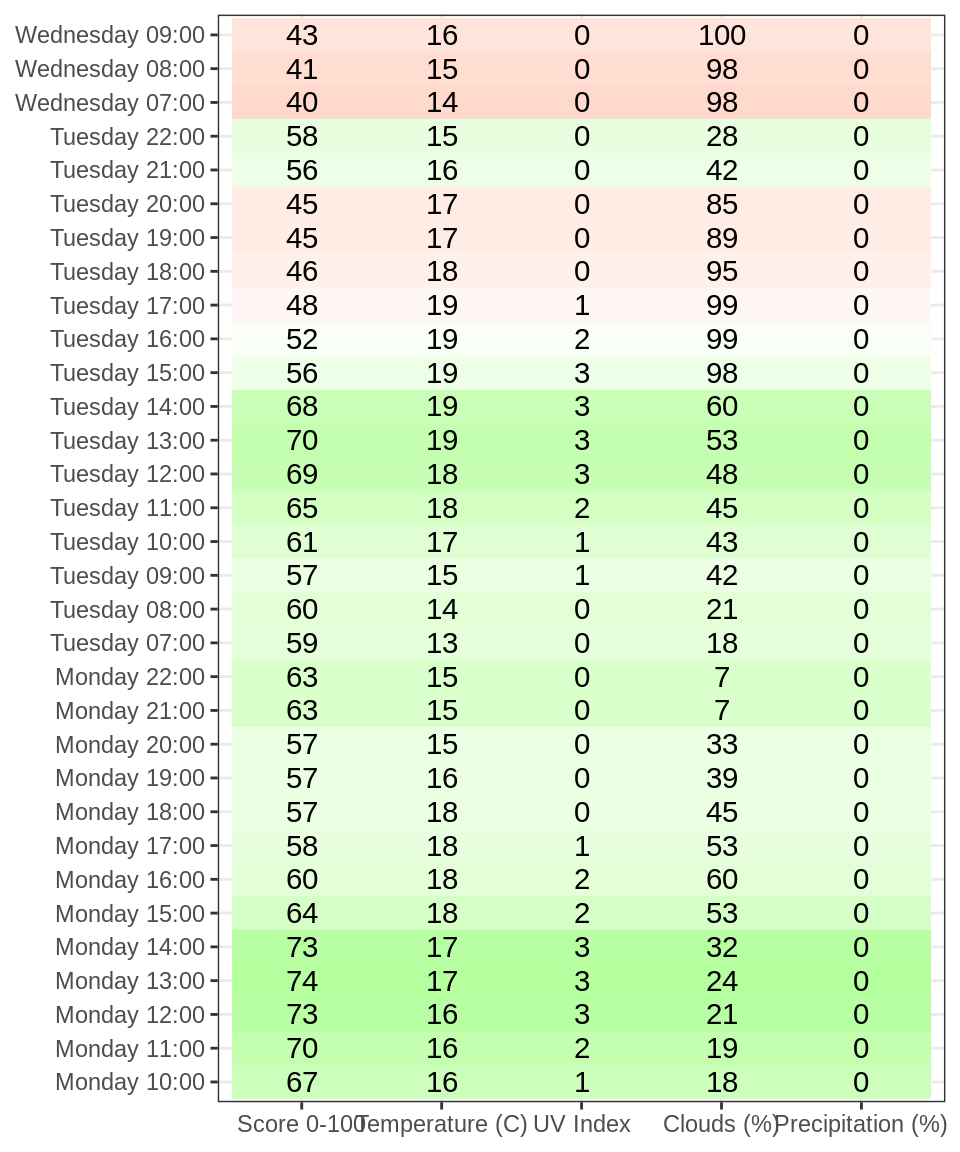 Wednesday 09:00 43 16 0 100 0
Wednesday 08:00 41 15 0 98 0
Wednesday 07:00 40 14 0 98 0
Tuesday 22:00 58 15 0 28 0
Tuesday 21:00 56 16 0 42 0
Tuesday 20:00 45 17 0 85 0
Tuesday 19:00 45 17 0 89 0
Tuesday 18:00 46 18 0 95 0
Tuesday 17:00 48 19 1 99 0
Tuesday 16:00 52 19 2 99 0
Tuesday 15:00 56 19 3 98 0
Tuesday 14:00 68 19 3 60 0
Tuesday 13:00 70 19 3 53 0
Tuesday 12:00 69 18 3 48 0
Tuesday 11:00 65 18 2 45 0
Tuesday 10:00 61 17 1 43 0
Tuesday 09:00 57 15 1 42 0
Tuesday 08:00 60 14 0 21 0
Tuesday 07:00 59 13 0 18 0
Monday 22:00 63 15 0 7 0
Monday 21:00 63 15 0 7 0
Monday 20:00 57 15 0 33 0
Monday 19:00 57 16 0 39 0
Monday 18:00 57 18 0 45 0
Monday 17:00 58 18 1 53 0
Monday 16:00 60 18 2 60 0
Monday 15:00 64 18 2 53 0
Monday 14:00 73 17 3 32 0
Monday 13:00 74 17 3 24 0
Monday 12:00 73 16 3 21 0
Monday 11:00 70 16 2 19 0
Monday 10:00 67 16 1 18 0
Score 0-100 Temperature (C) UV Index Clouds (%) Precipitation (%)